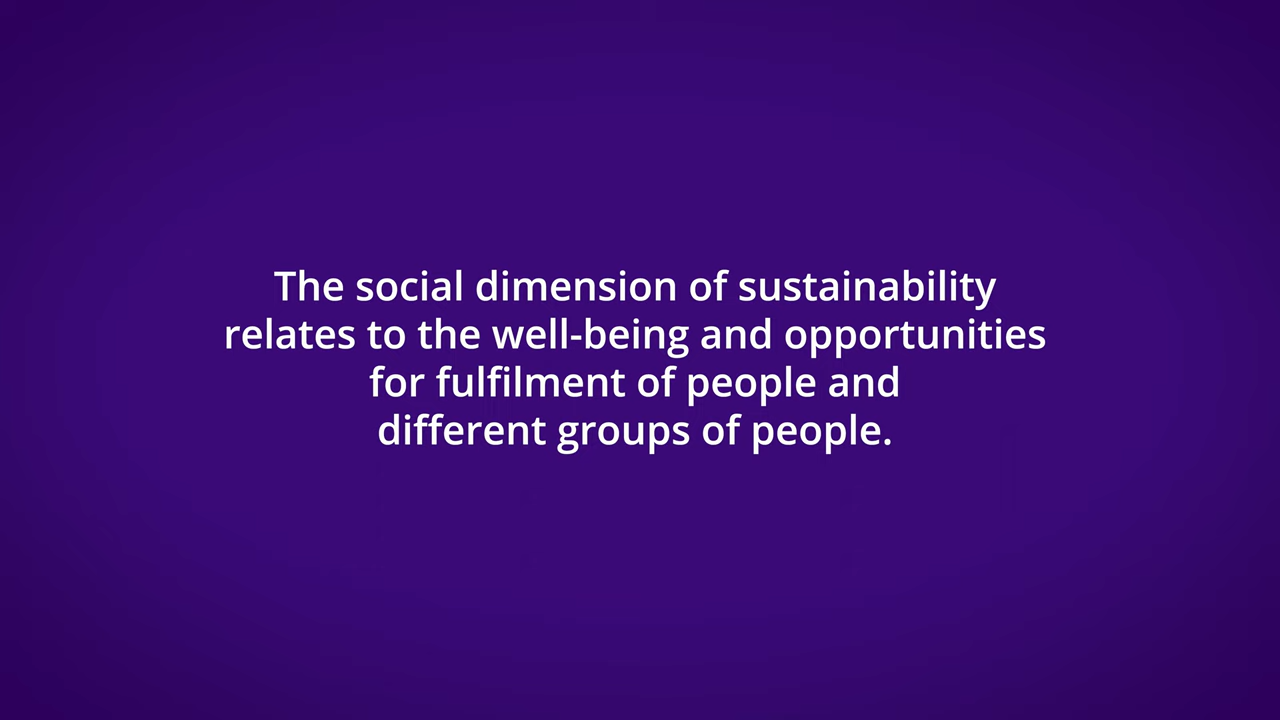 The social dimension of sustainability
relates to the well-being and opportunities
for fulfilment of people and
different groups of people.